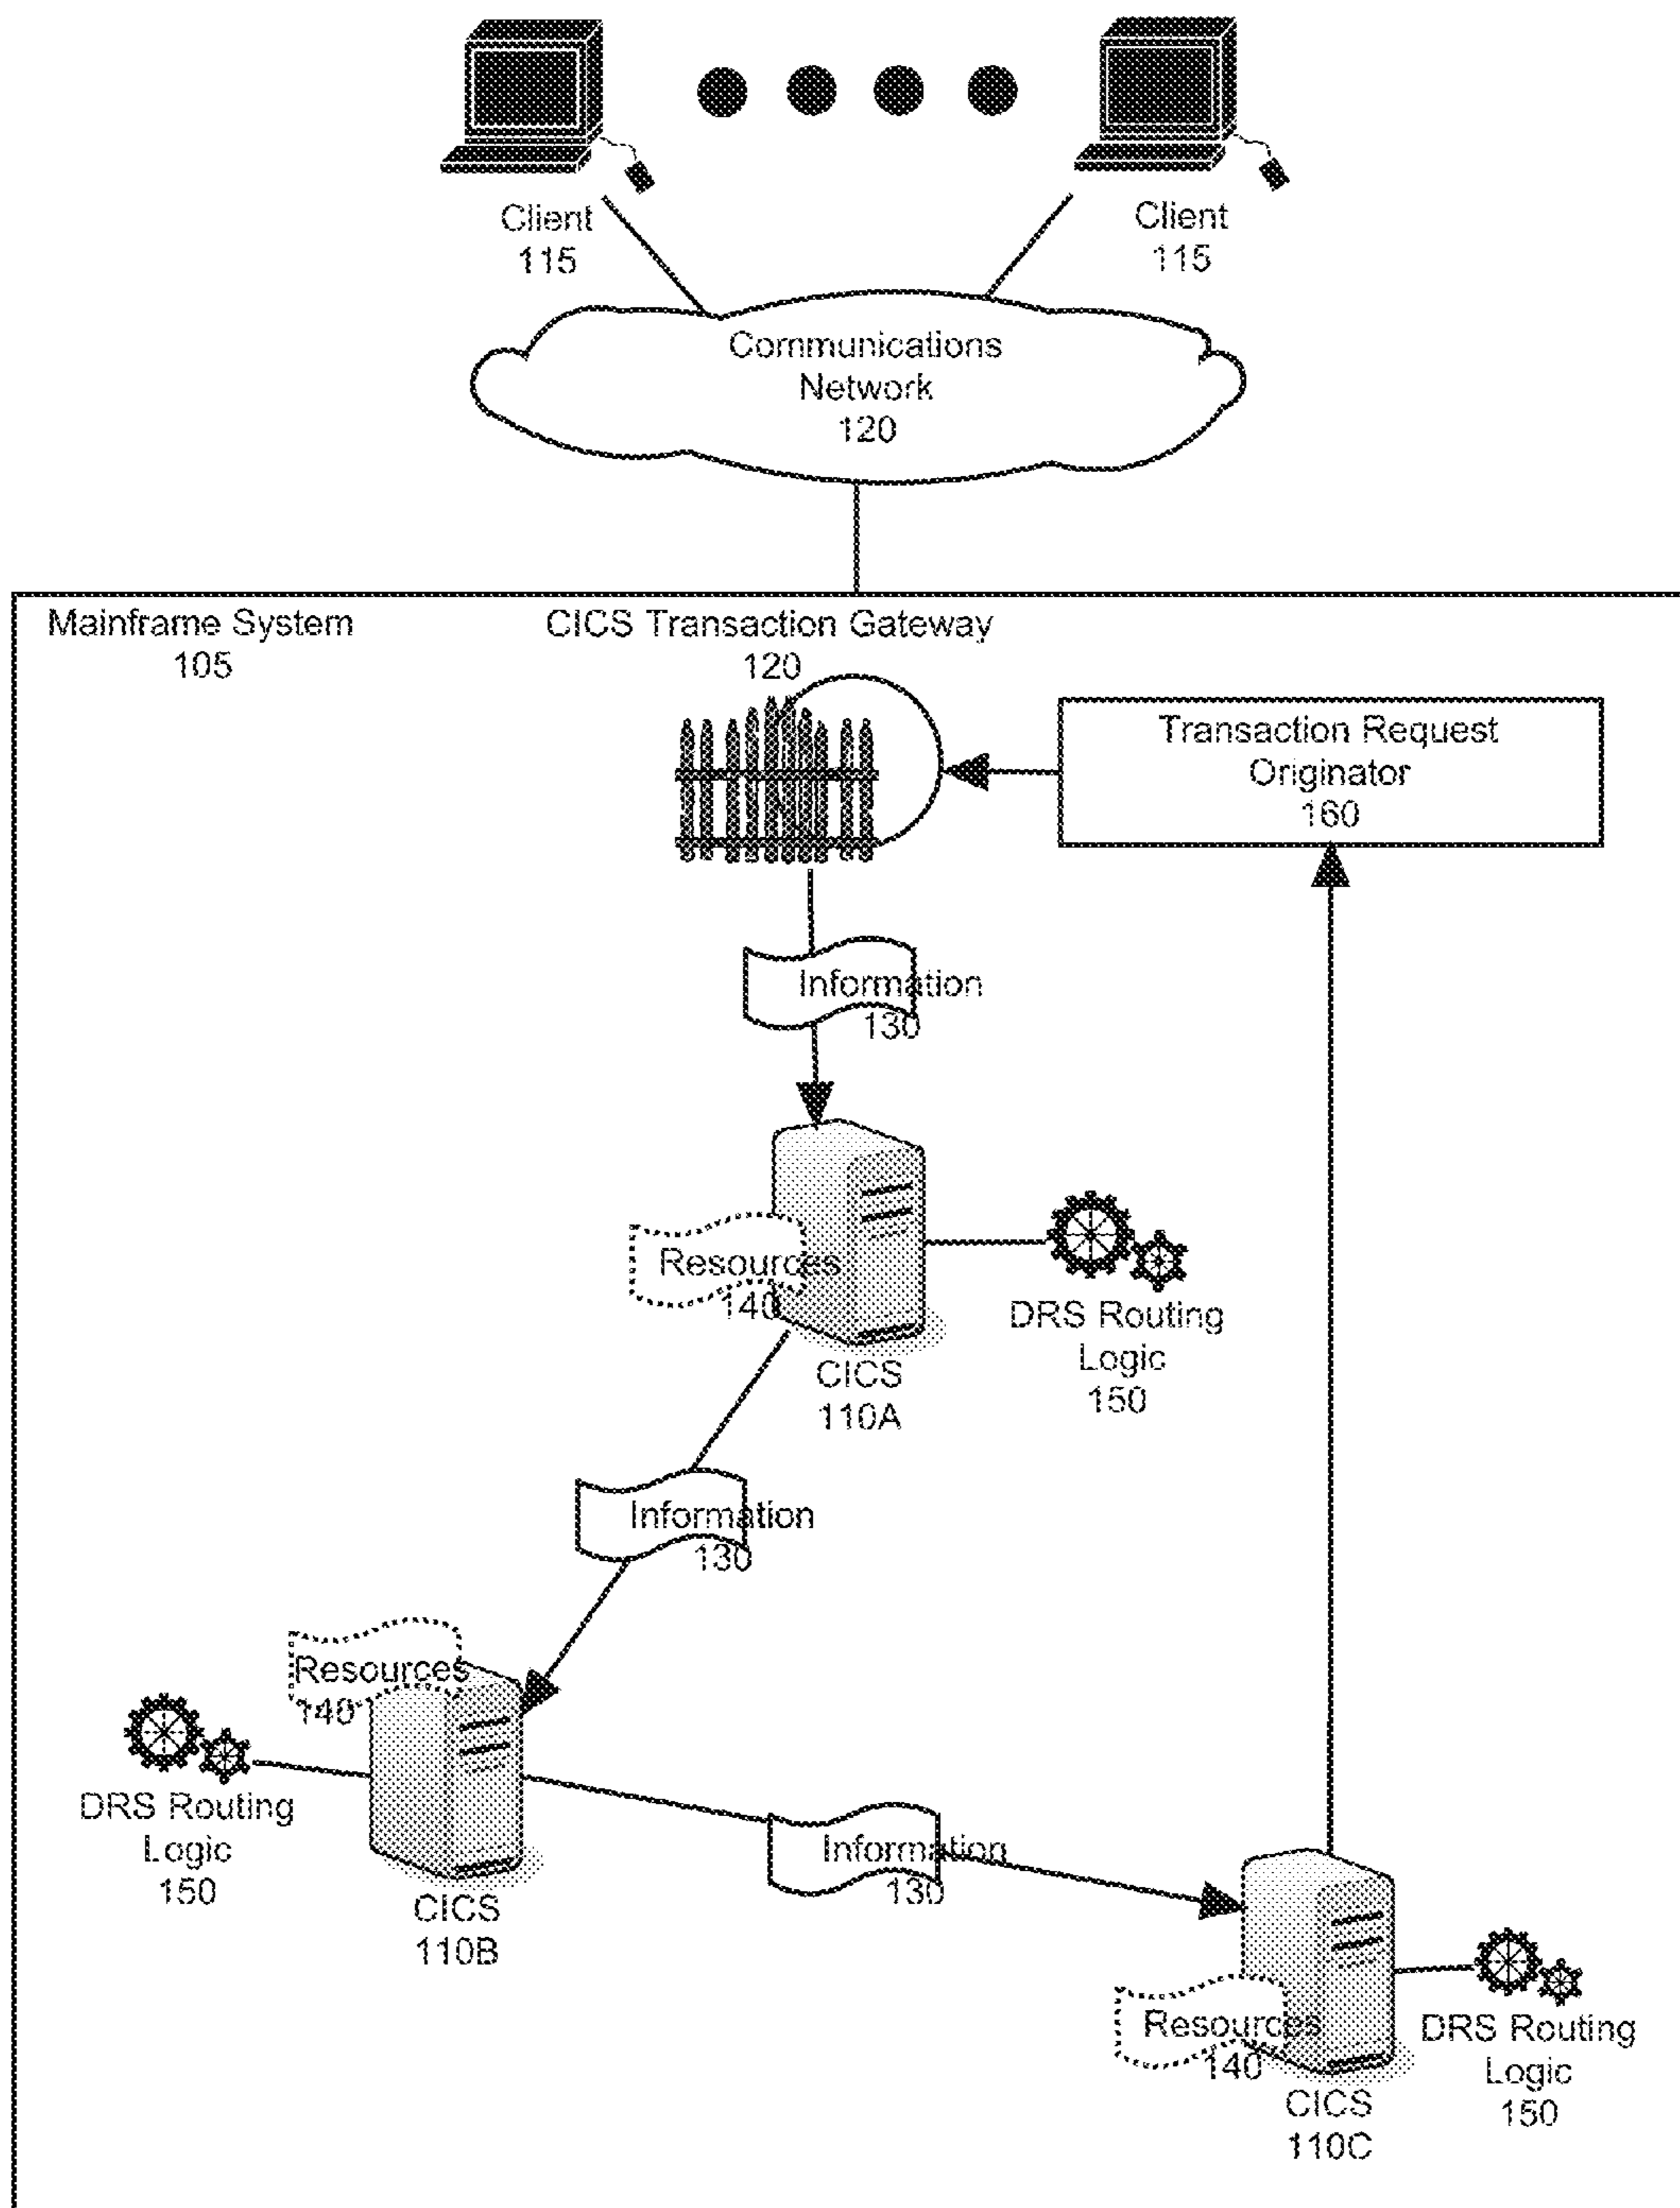 Client
115
Client
115
Communications
Network
120
Mainframe System
105
CICS Transaction Gateway
120
Transaction Request
Originator
160
Information
130
Resources
140
DRS Routing
Logic
150
CICS
110A
Information
130
Resources
140
DRS Routing
Logic
150
CICS
110B
Information
130
Resources
140
DRS Routing
Logic
150
CICS
110C